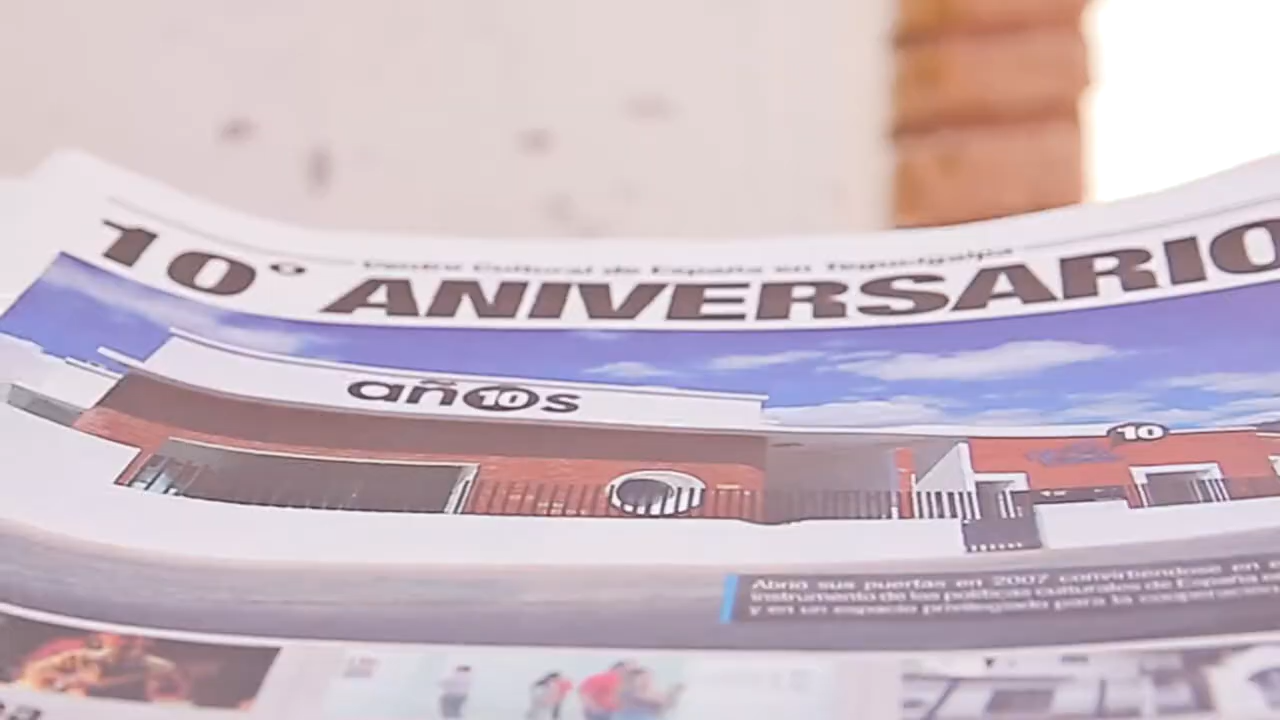 Centro Cultural de España en Tegucigalpa
10° ANIVERSARIO
años
10
10
Abrió sus puertas en 2007 convirtiéndose en
instrumento de las políticas culturales de España
y en un espacio privilegiado para la cooperación